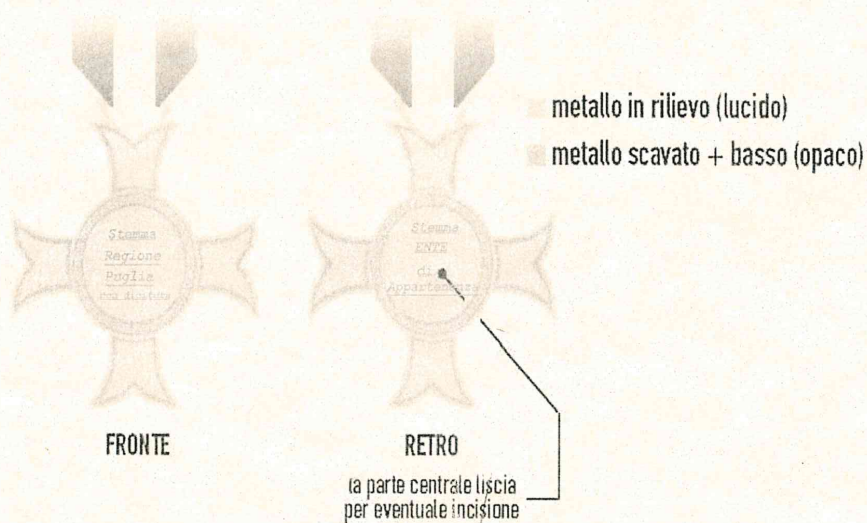 metallo in rilievo (lucido)
metallo scavato + basso (opaco)
Stemma
Regione
Puglia
Stemma
ENTE
di
Appartenenza
FRONTE
RETRO
la parte centrale liscia
per eventuale incisione